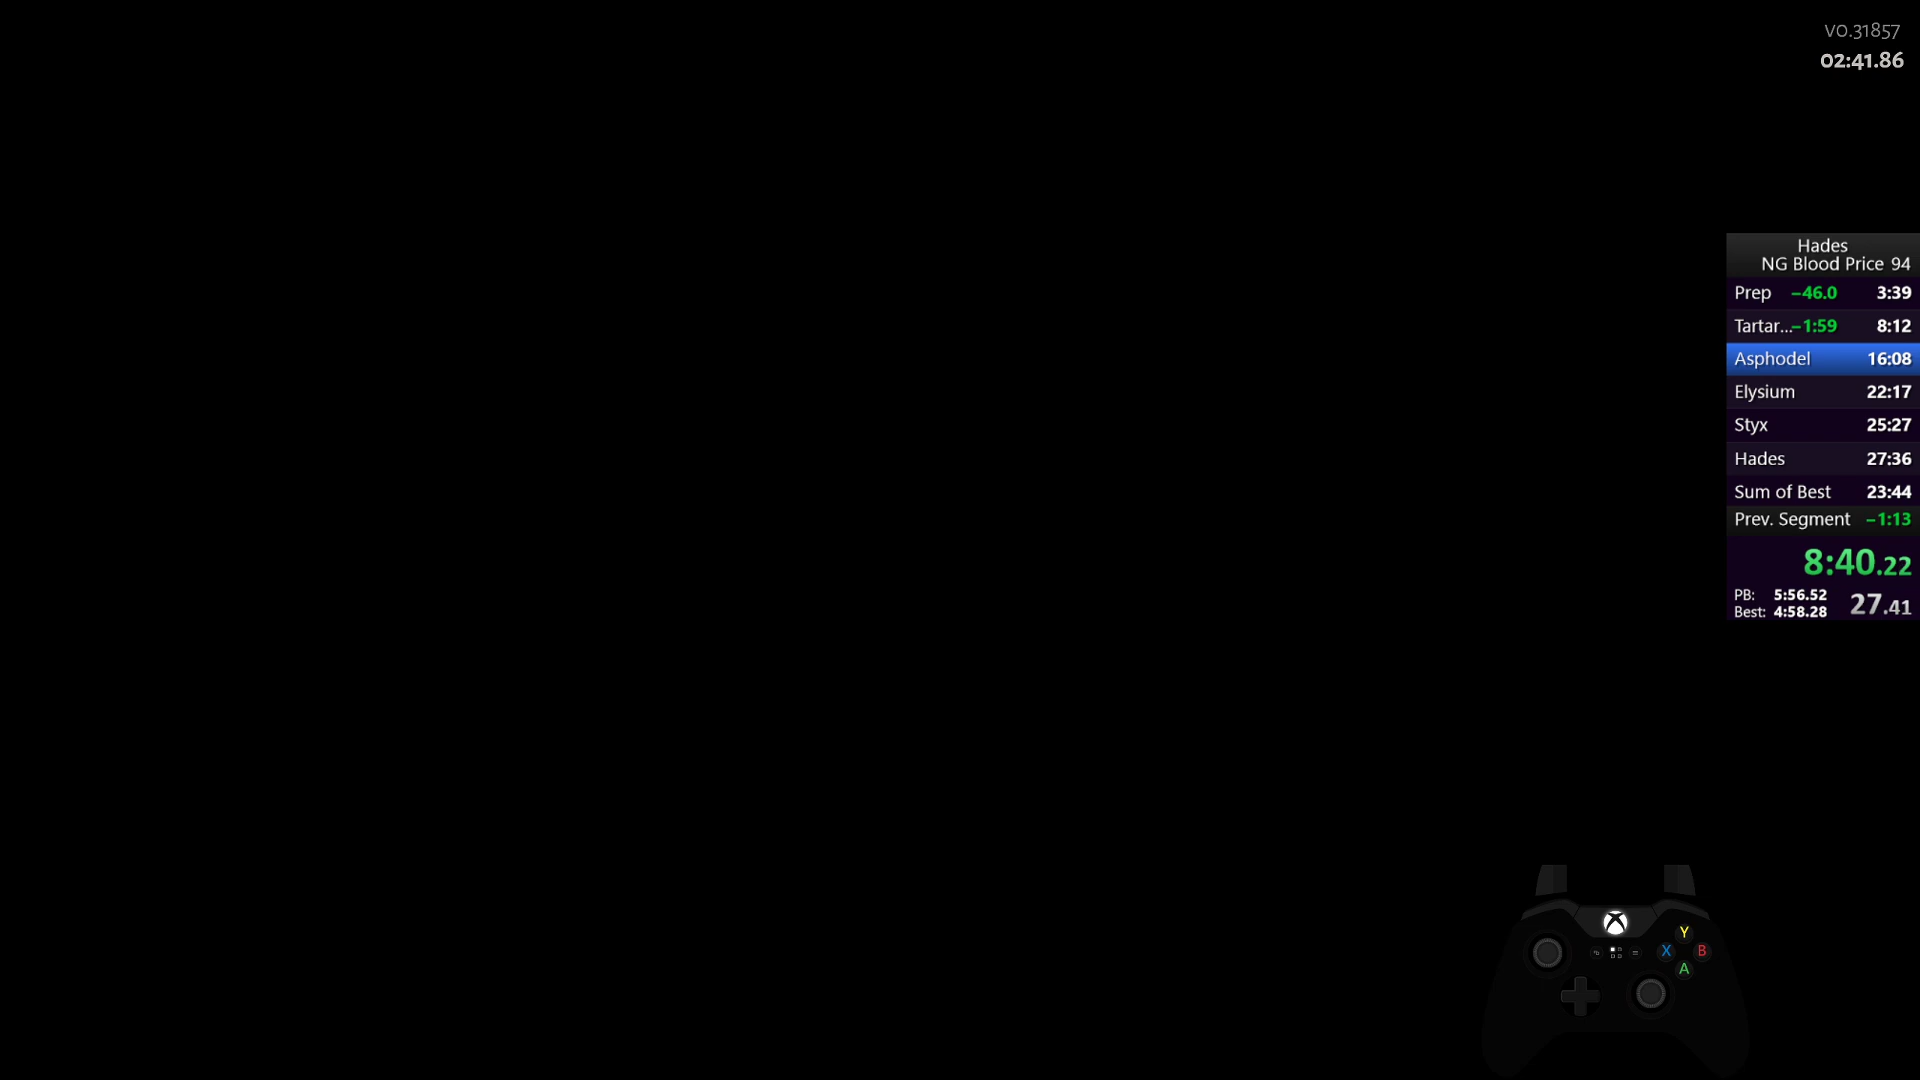 V0.31857
02:41.86
Hades
NG Blood Price 94
Prep −46.0 3:39
Tartar... −1:59 8:12
Asphodel 16:08
Elysium 22:17
Styx 25:27
Hades 27:36
Sum of Best 23:44
Prev. Segment −1:13
8:40.22
PB: 5:56.52
Best: 4:58.28
27.41
Y
X B
A